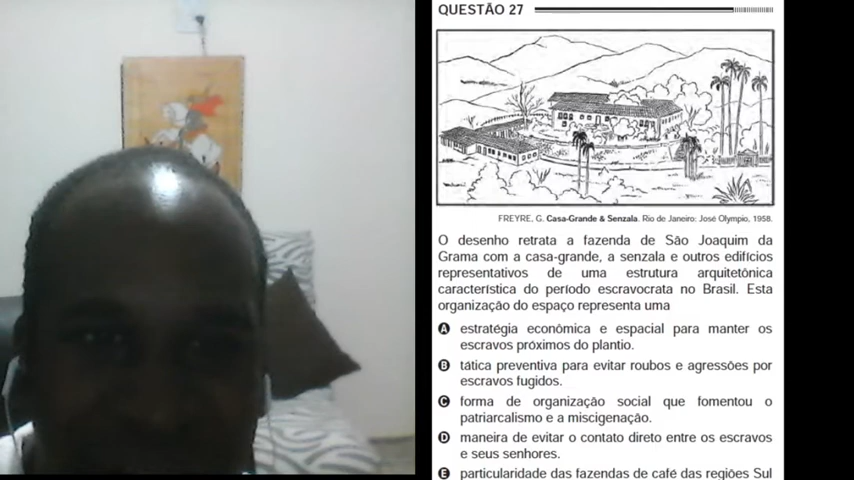 QUESTÃO 27
FREYRE, G. Casa-Grande & Senzala. Rio de Janeiro: José Olympio, 1958.
O desenho retrata a fazenda de São Joaquim da
Grama com a casa-grande, a senzala e outros edifícios
representativos de uma estrutura arquitetônica
característica do período escravocrata no Brasil. Esta
organização do espaço representa uma
A estratégia econômica e espacial para manter os
escravos próximos do plantio.
B tática preventiva para evitar roubos e agressões por
escravos fugidos.
C forma de organização social que fomentou o
patriarcalismo e a miscigenação.
D maneira de evitar o contato direto entre os escravos
e seus senhores.
E particularidade das fazendas de café das regiões Sul